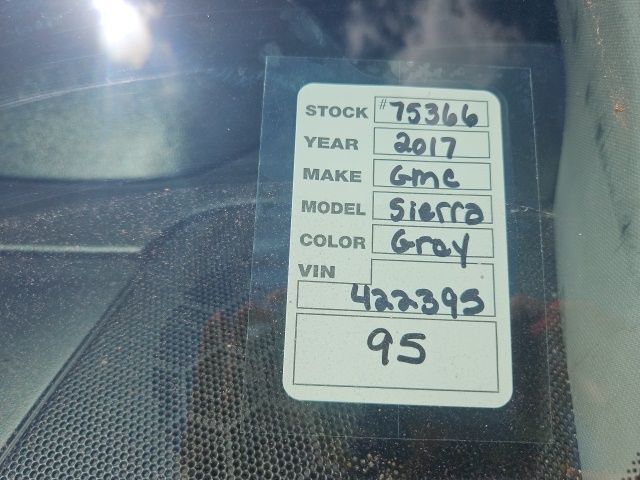 STOCK #75366
YEAR 2017
MAKE Gmc
MODEL Sierra
COLOR Gray
VIN
422395
95